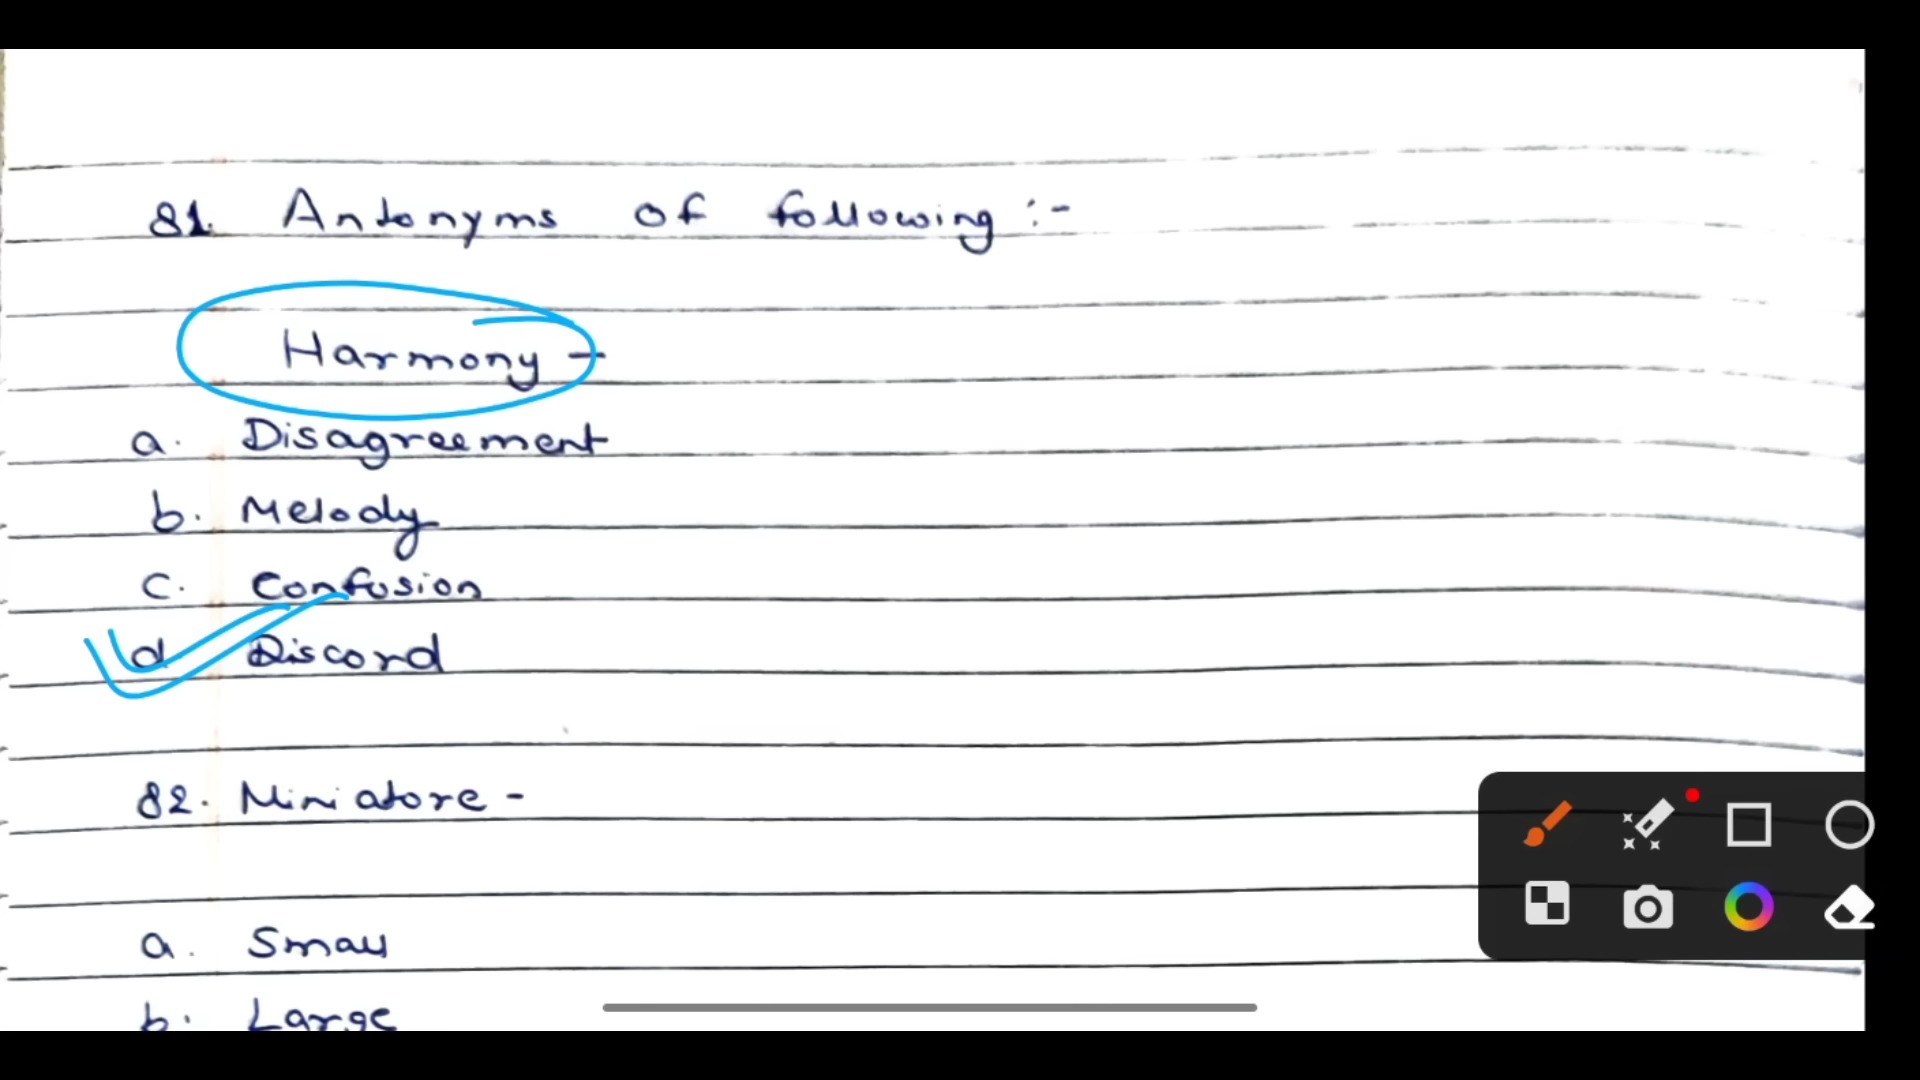 81. Antonyms of following :-
Harmony -
a. Disagreement
b. Melody
c. Confusion
d Discord
82. Miniature -
a. Small
b. Large